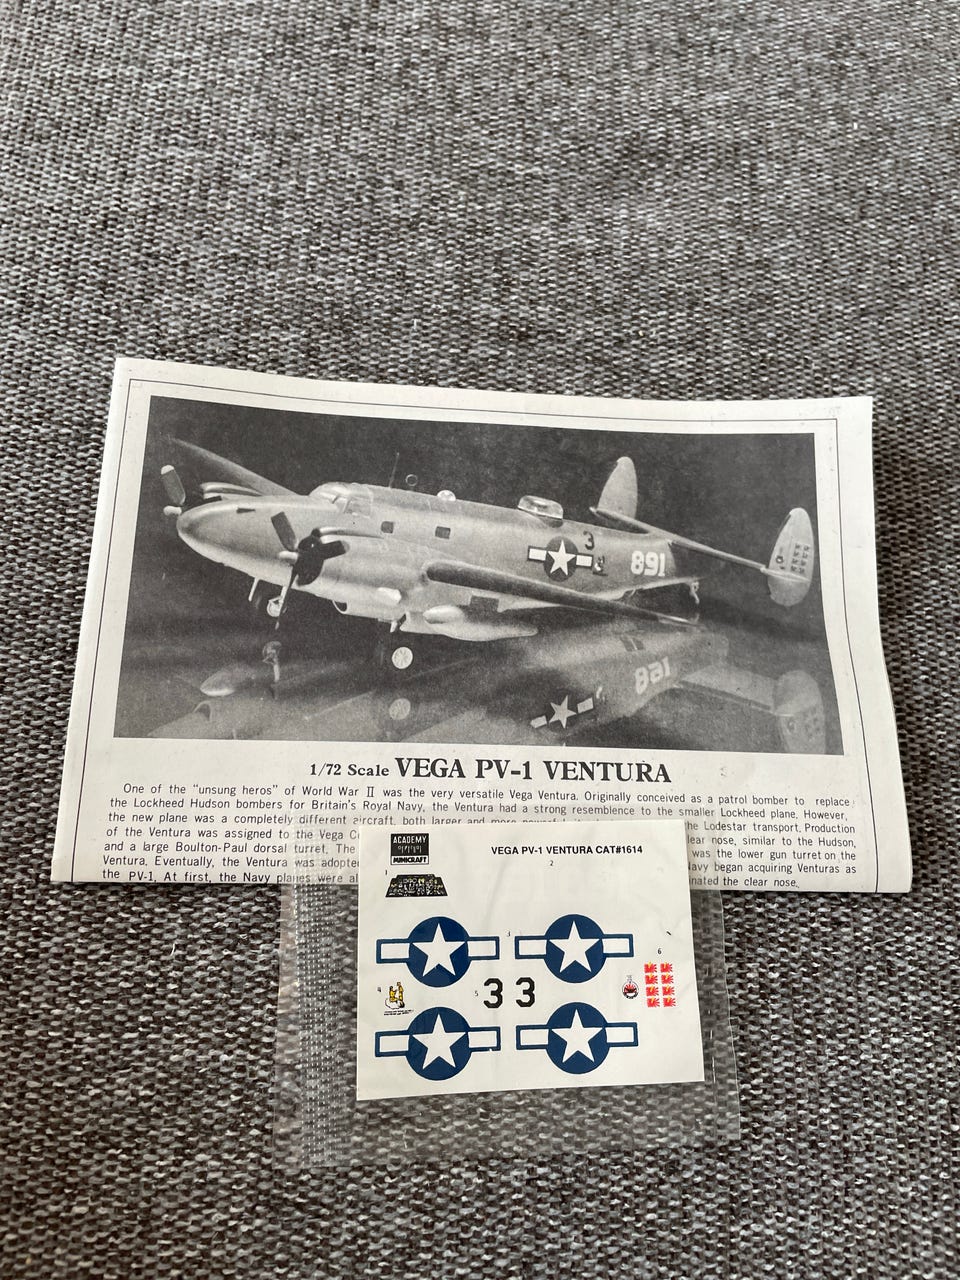 3
891
1/72 Scale VEGA PV-1 VENTURA
One of the "unsung heros" of World War II was the very versatile Vega Ventura. Originally conceived as a patrol bomber to replace
the Lockheed Hudson bombers for Britain's Royal Navy, the Ventura had a strong resemblence to the smaller Lockheed plane. However,
the new plane was a completely different aircraft, both larger and more the Lodestar transport. Production
of the Ventura was assigned to the Vega lear nose, similar to the Hudson,
and a large Boulton-Paul dorsal turret. The was the lower gun turret on the
Ventura. Eventually, the Ventura was adopte Navy began acquiring Venturas as
the PV-1. At first, the Navy planes were al inated the clear nose.
ACADEMY
MINICRAFT
VEGA PV-1 VENTURA CAT#1614
2
1
3
6
4
5
3 3